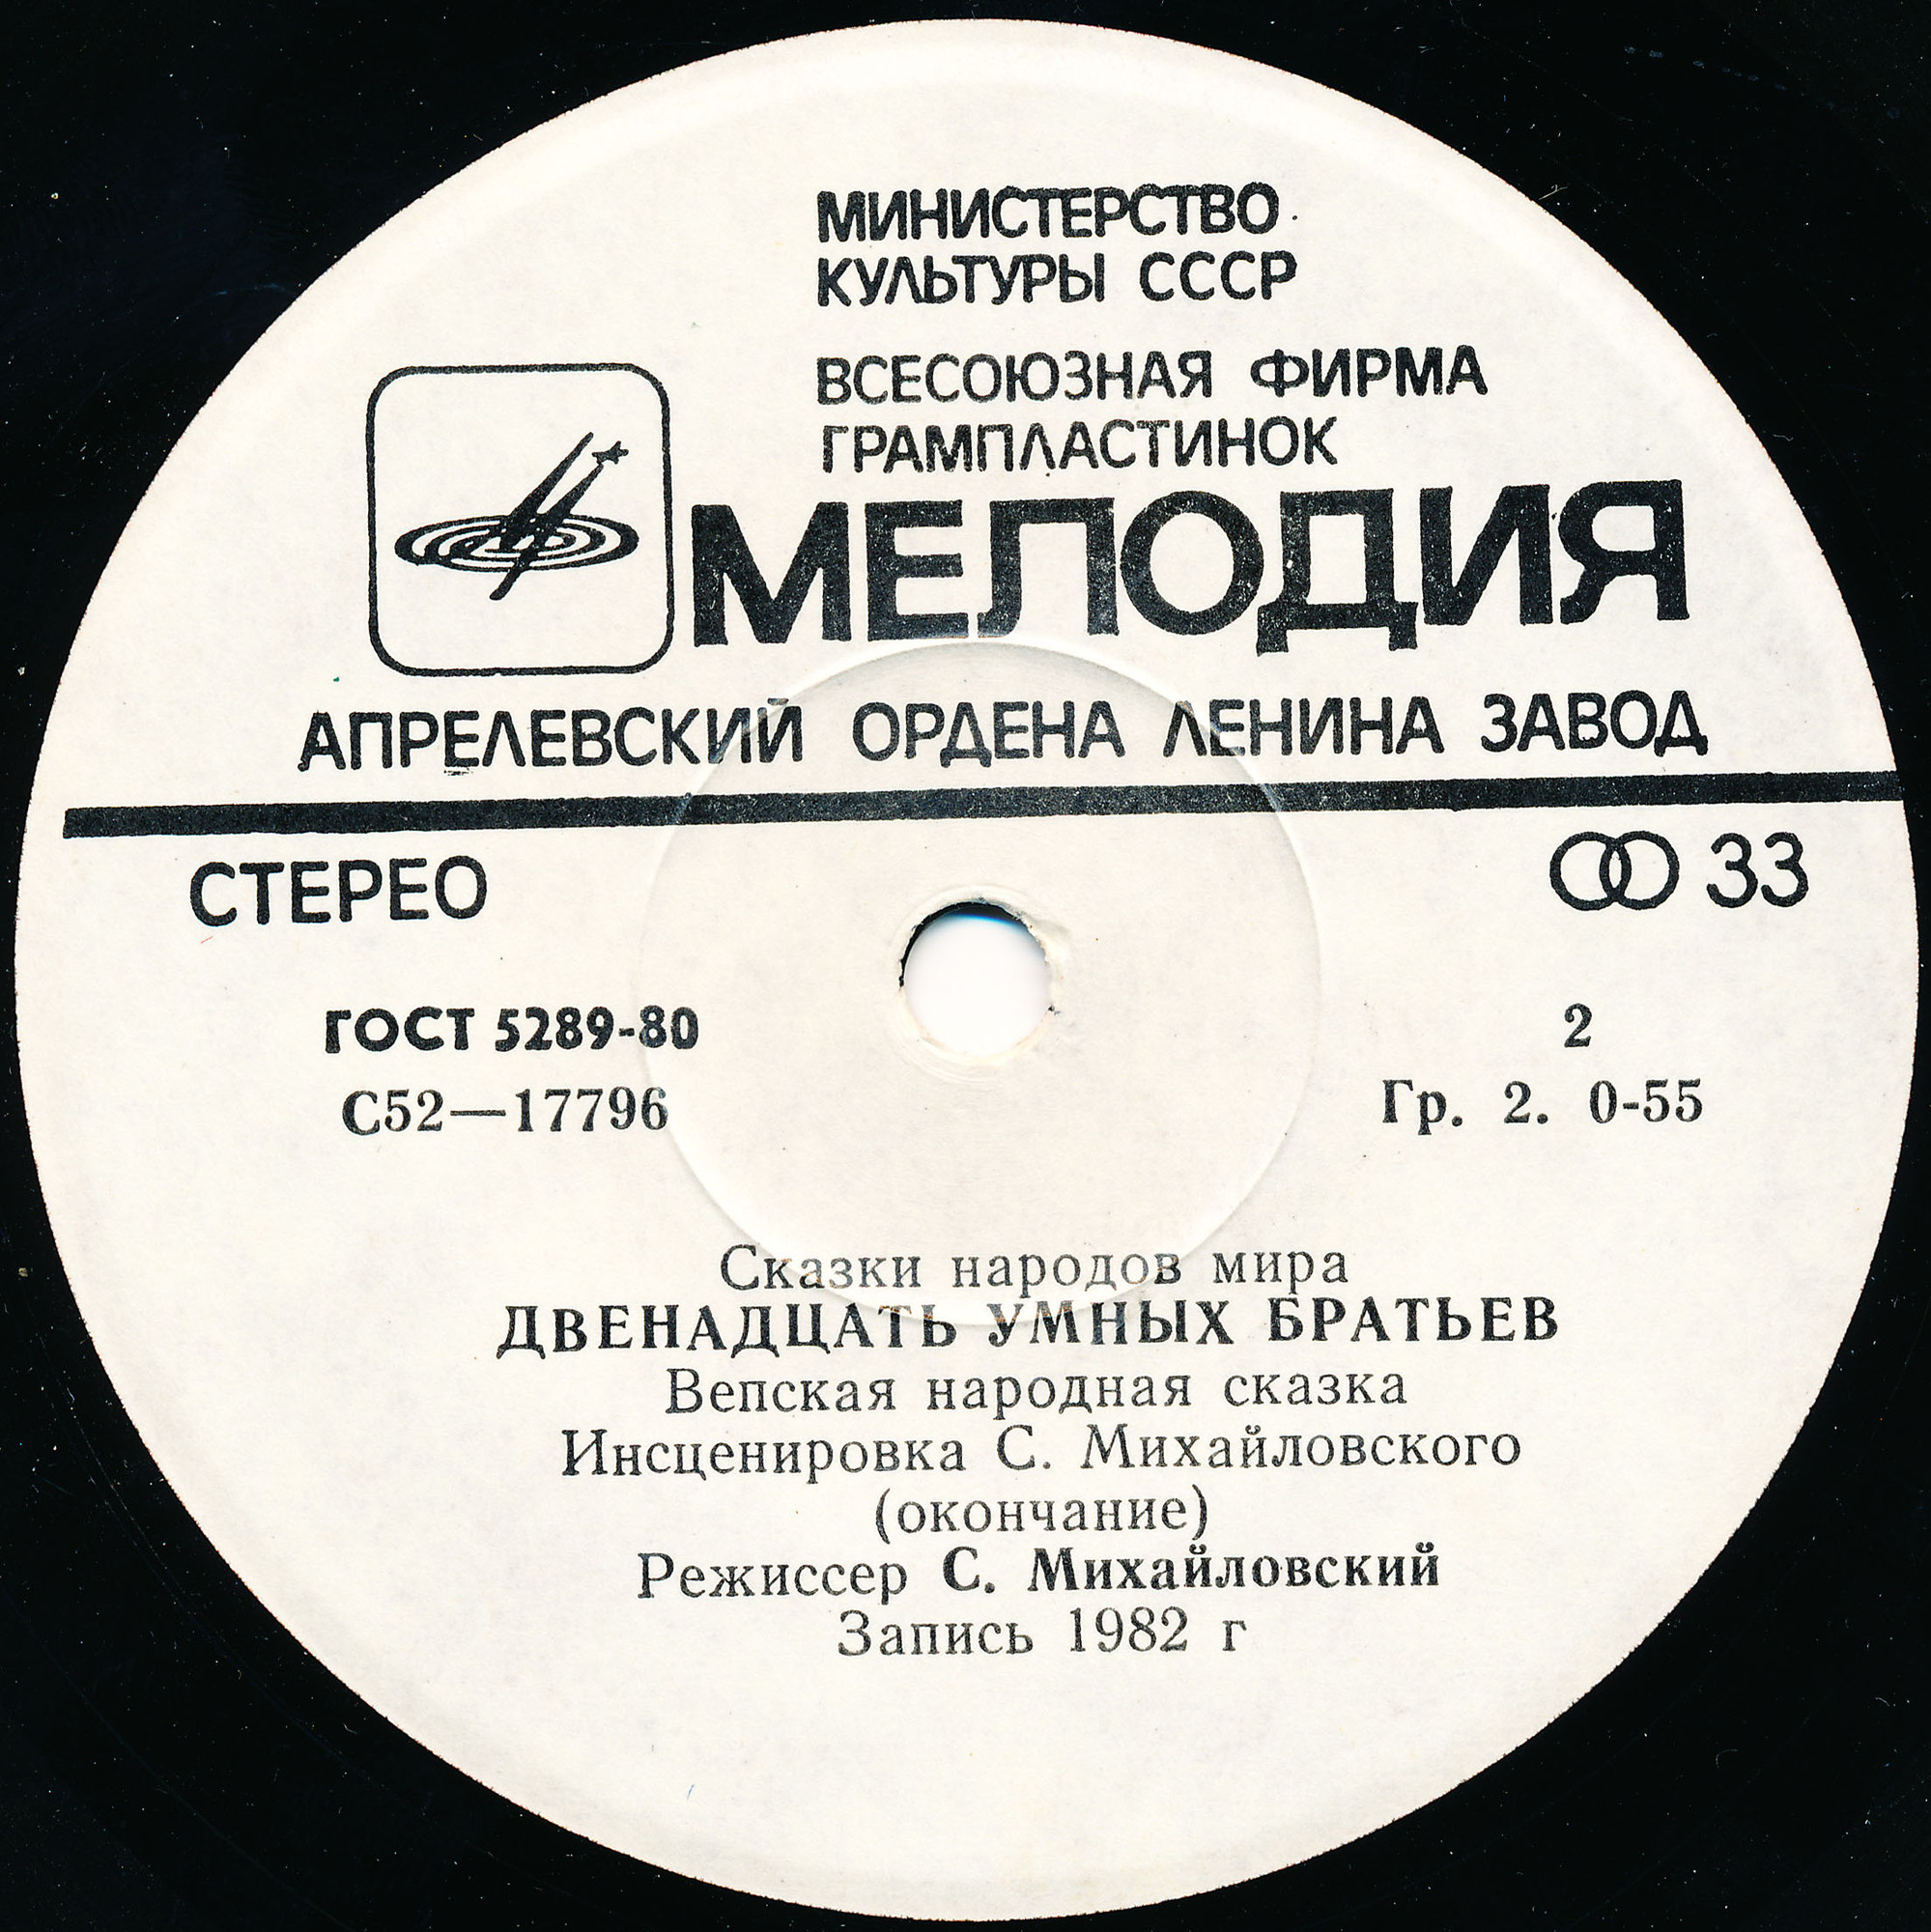 МИНИСТЕРСТВО
КУЛЬТУРЫ СССР
ВСЕСОЮЗНАЯ ФИРМА
ГРАМПЛАСТИНОК
МЕЛОДИЯ
АПРЕЛЕВСКИЙ ОРДЕНА ЛЕНИНА ЗАВОД
СТЕРЕО 33
ГОСТ 5289-80 2
С52—17796 Гр. 2. 0-55
Сказки народов мира
ДВЕНАДЦАТЬ УМНЫХ БРАТЬЕВ
Вепская народная сказка
Инсценировка С. Михайловского
(окончание)
Режиссер С. Михайловский
Запись 1982 г